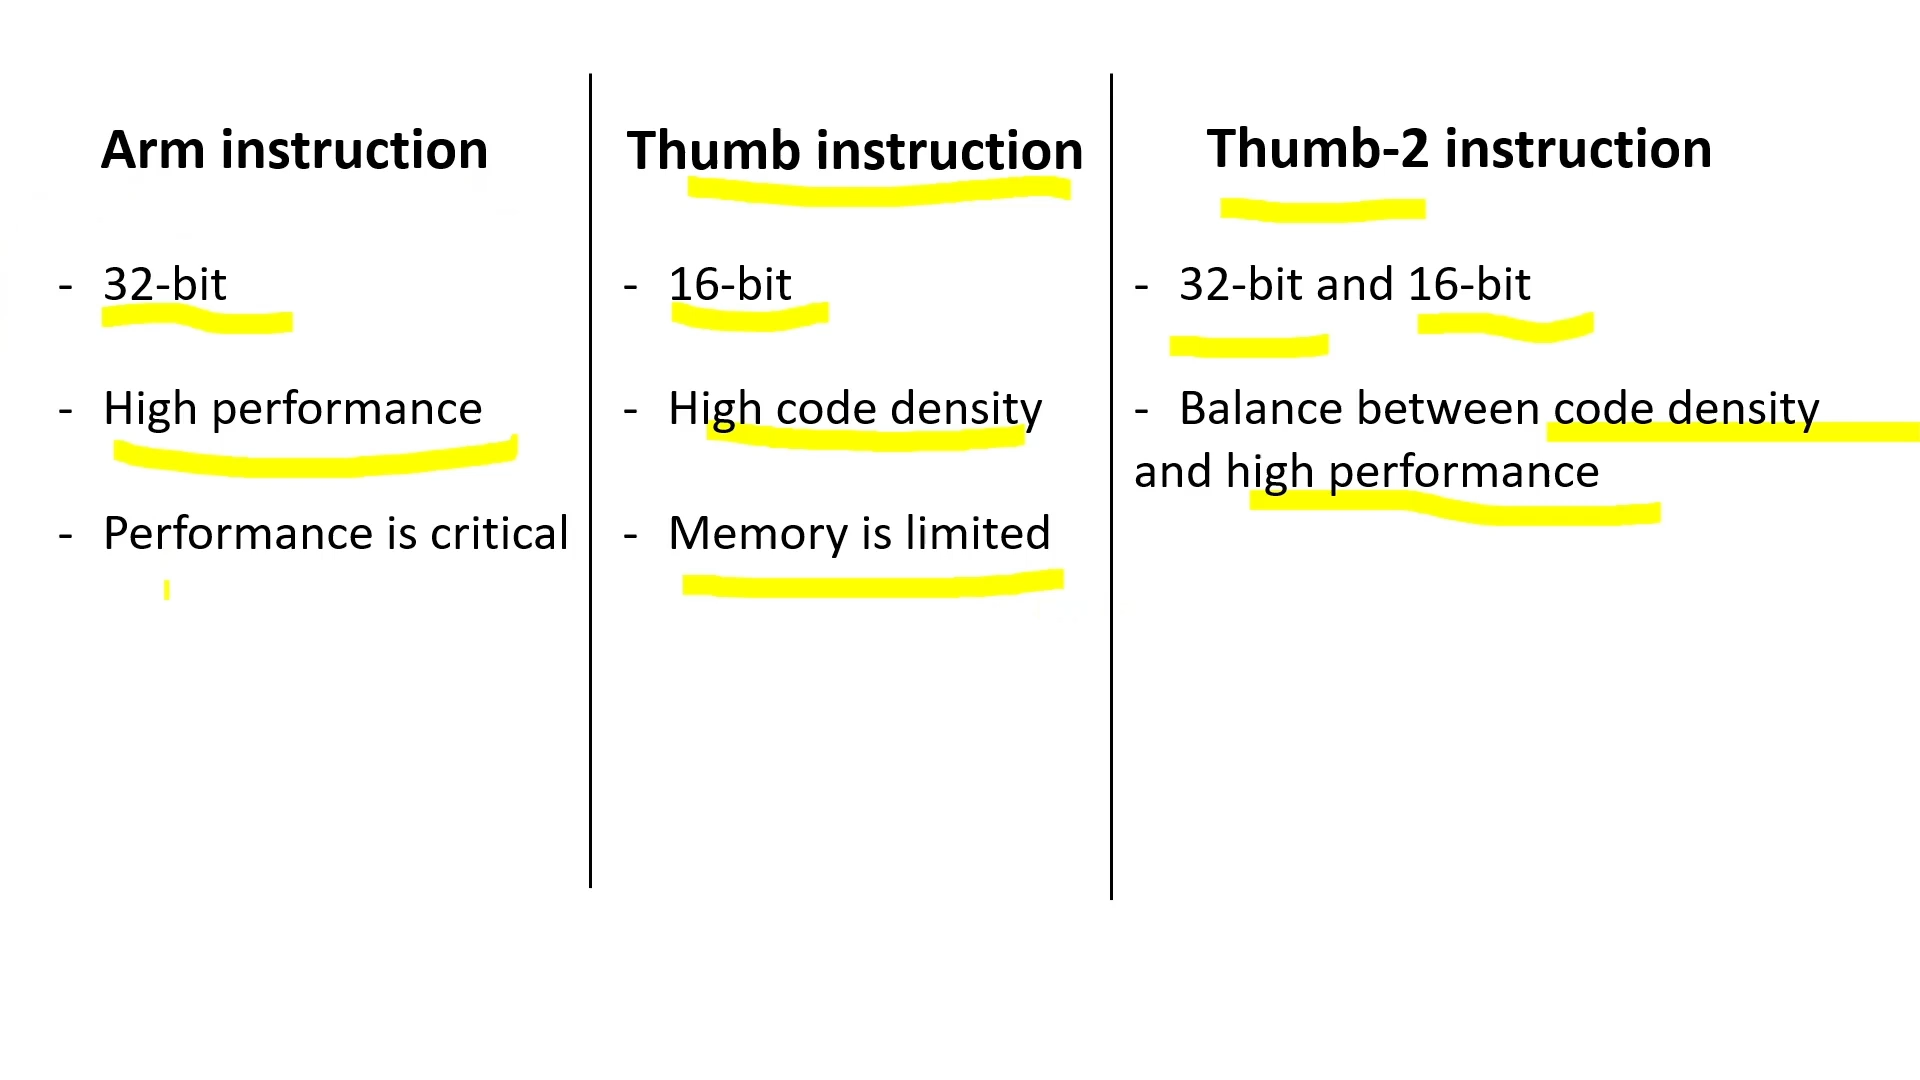 Arm instruction
- 32-bit
- High performance
- Performance is critical
Thumb instruction
- 16-bit
- High code density
- Memory is limited
Thumb-2 instruction
- 32-bit and 16-bit
- Balance between code density
and high performance